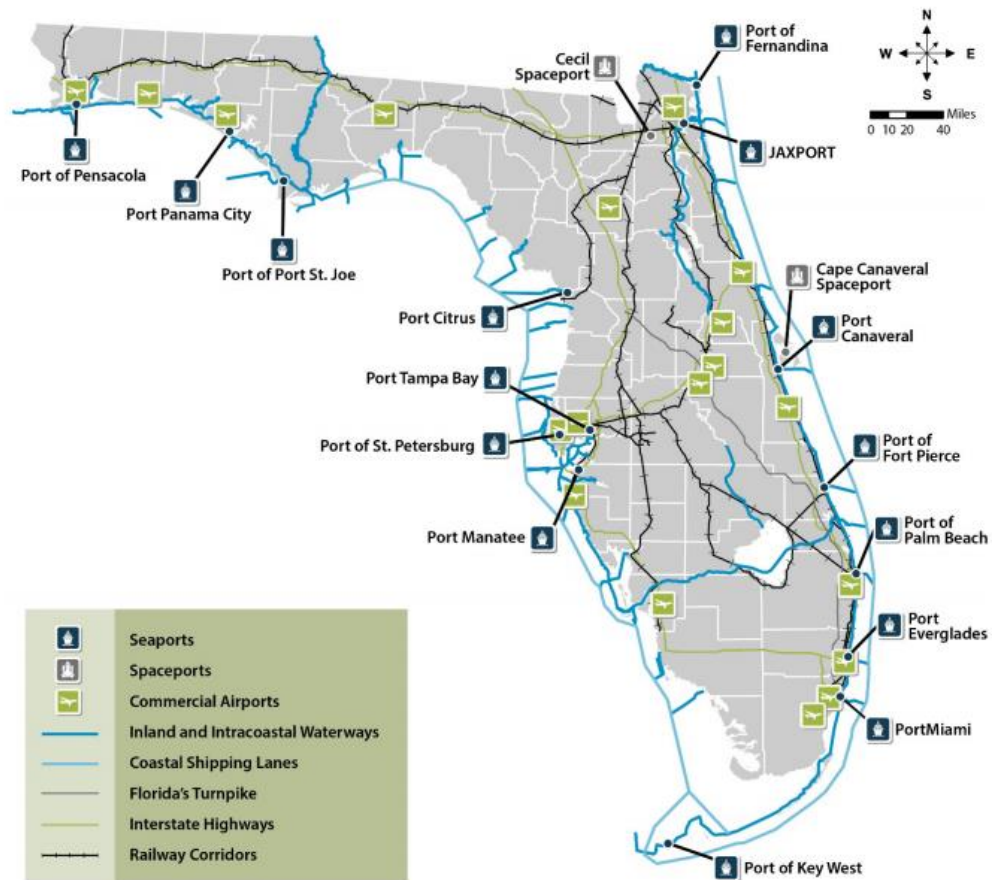 N
W
E
S
Miles
0 10 20 40
Port of
Fernandina
Cecil
Spaceport
JAXPORT
Port of Pensacola
Port Panama City
Port of Port St. Joe
Cape Canaveral
Spaceport
Port Citrus
Port
Canaveral
Port Tampa Bay
Port of St. Petersburg
Port of
Fort Pierce
Port Manatee
Port of
Palm Beach
Port
Everglades
PortMiami
Port of Key West
Seaports
Spaceports
Commercial Airports
Inland and Intracoastal Waterways
Coastal Shipping Lanes
Florida's Turnpike
Interstate Highways
Railway Corridors